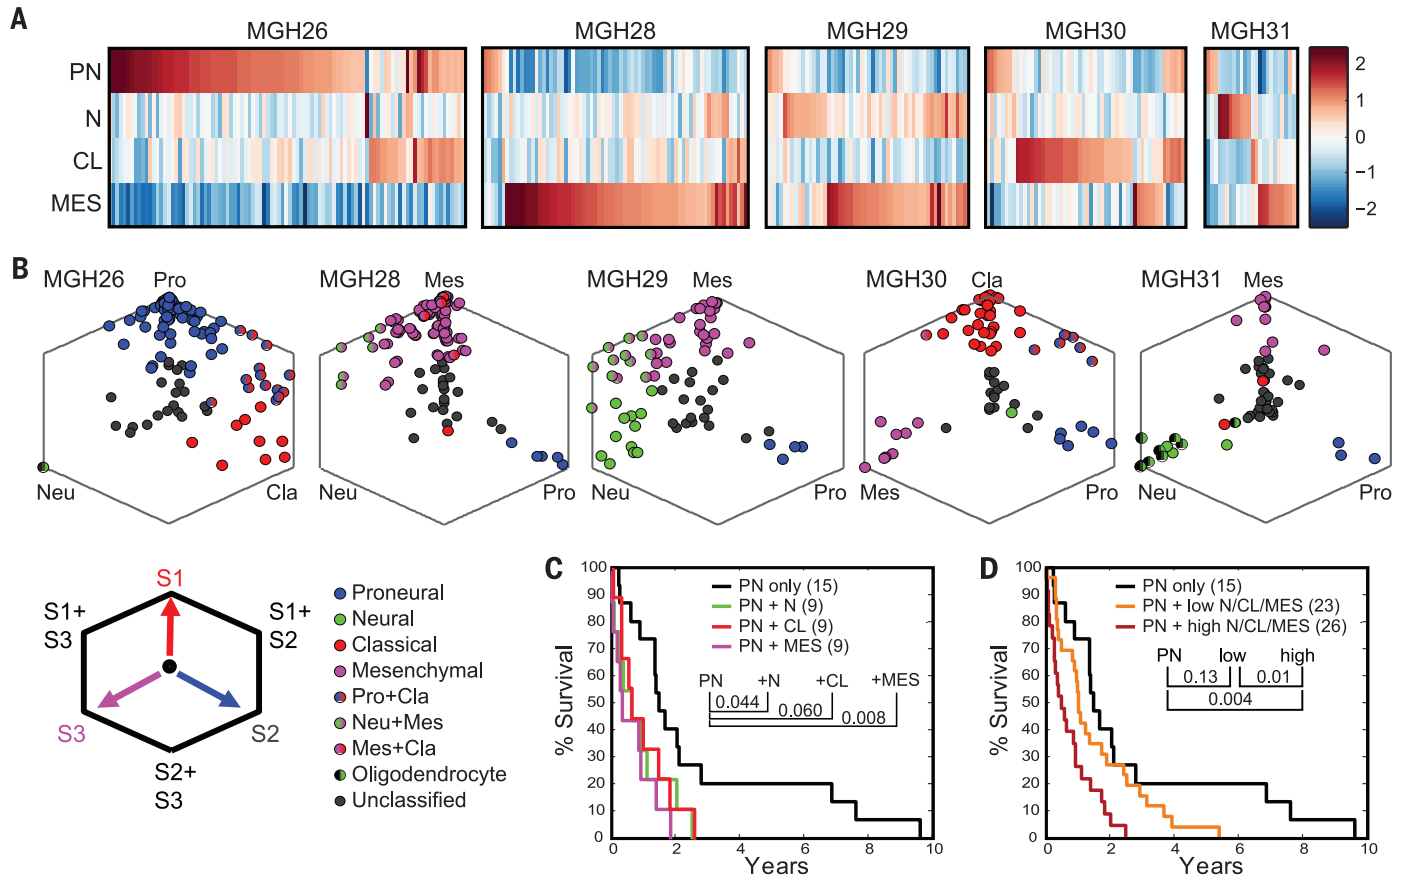 A
MGH26 MGH28 MGH29 MGH30 MGH31
PN
N
CL
MES
2
1
0
−1
−2
B
MGH26 Pro
Neu Cla
MGH28 Mes
Neu Pro
MGH29 Mes
Neu Pro
MGH30 Cla
Mes Pro
MGH31 Mes
Neu Pro
S1
S1+
S3
S1+
S2
S3
S2
S2+
S3
Proneural
Neural
Classical
Mesenchymal
Pro+Cla
Neu+Mes
Mes+Cla
Oligodendrocyte
Unclassified
C
% Survival
100
90
80
70
60
50
40
30
20
10
0
PN only (15)
PN + N (9)
PN + CL (9)
PN + MES (9)
PN +N +CL +MES
0.044
0.060
0.008
0 2 4 6 8 10
Years
D
% Survival
100
90
80
70
60
50
40
30
20
10
0
PN only (15)
PN + low N/CL/MES (23)
PN + high N/CL/MES (26)
PN low high
0.13 0.01
0.004
0 2 4 6 8 10
Years